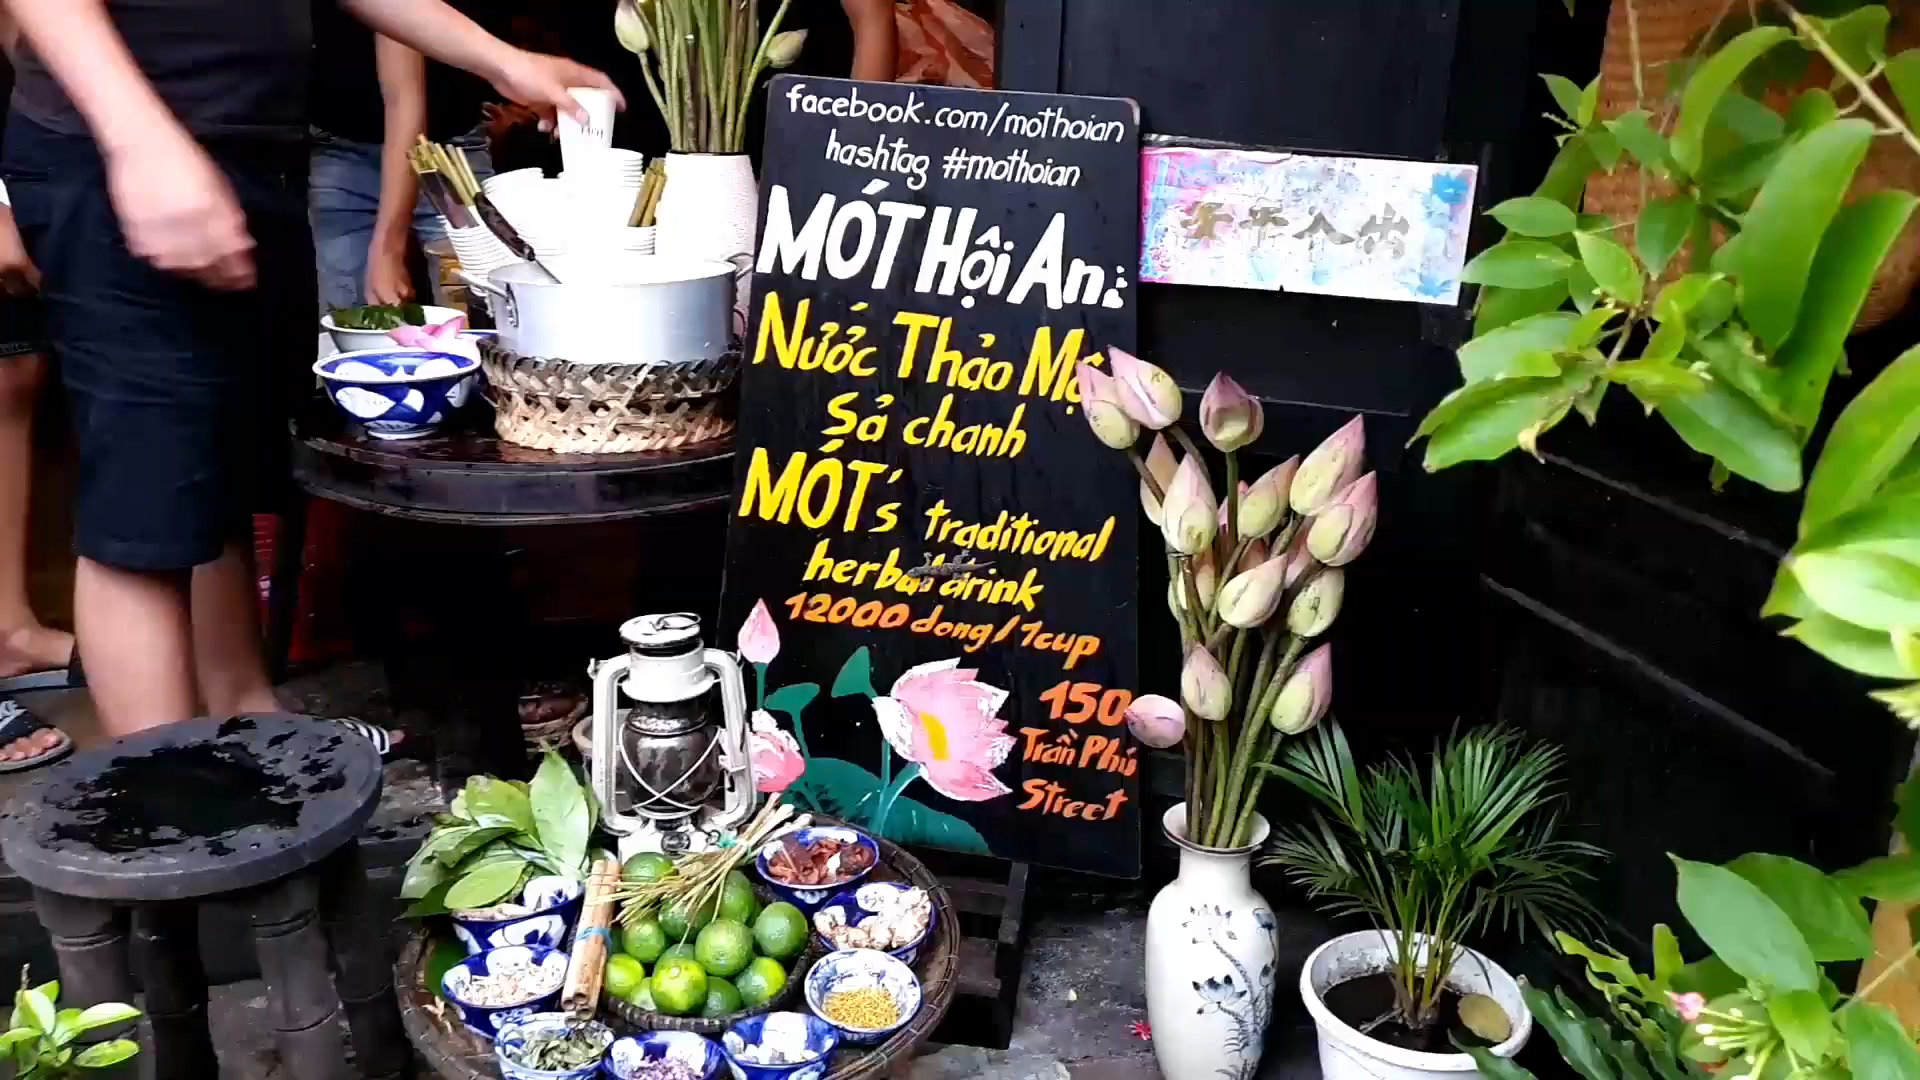 facebook.com/mothoian
hashtag #mothoian
MÓT Hội An
Nước Thảo Mộ
Sả chanh
MÓT's traditional
herbal drink
12000 dong/1cup
150
Trần Phú
Street